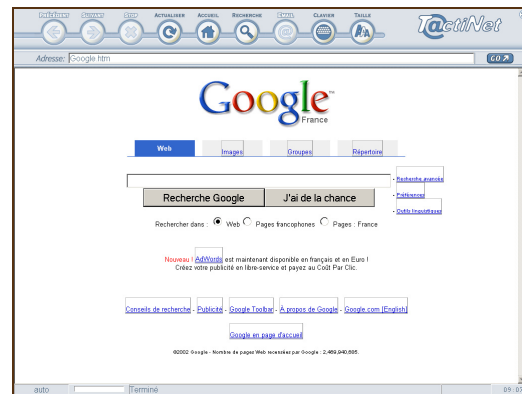 PRÉCÉDENT SUIVANT STOP ACTUALISER ACCUEIL RECHERCHE EMAIL CLAVIER TAILLE
T@ctiNet
Adresse: Google.htm GO
Google™
France
Web Images Groupes Répertoire
- Recherche avancée
- Préférences
- Outils linguistiques
Recherche Google J'ai de la chance
Rechercher dans : Web Pages francophones Pages : France
Nouveau ! AdWords est maintenant disponible en français et en Euro !
Créez votre publicité en libre-service et payez au Coût Par Clic.
Conseils de recherche - Publicité - Google Toolbar - À propos de Google - Google.com [English]
Google en page d'accueil
©2002 Google - Nombre de pages Web recensées par Google : 2,469,940,685.
auto Terminé